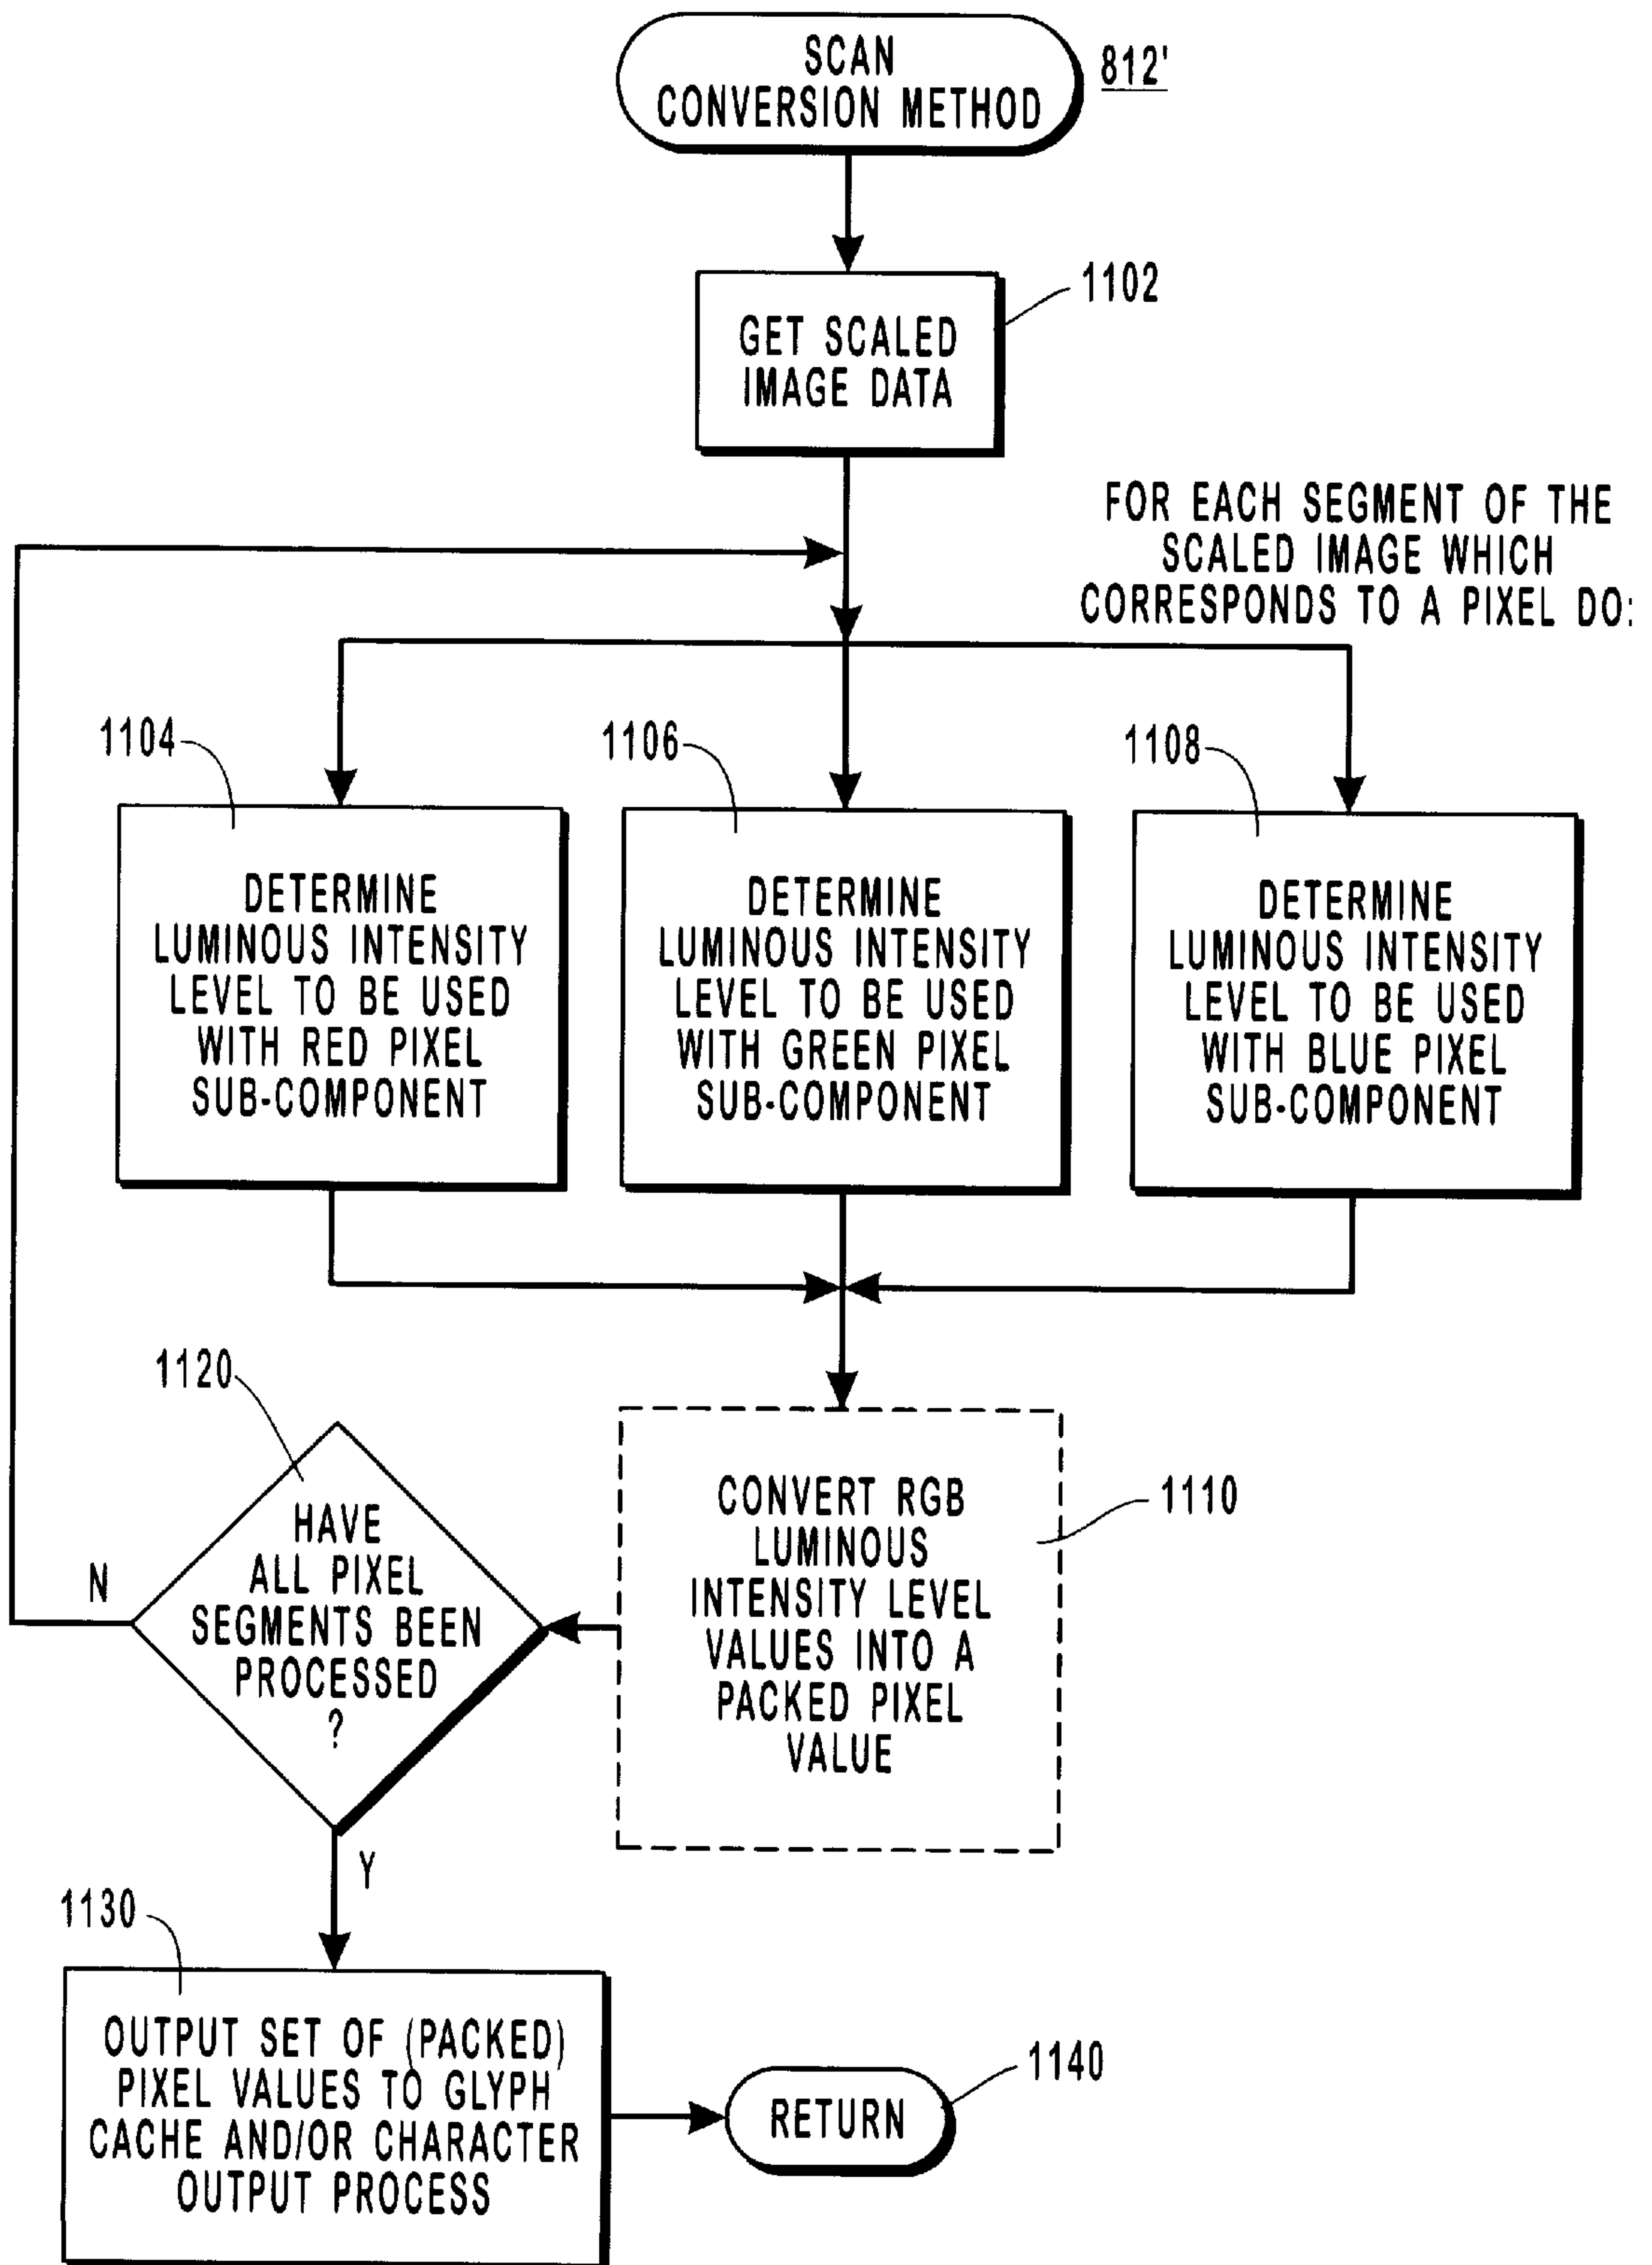 SCAN
CONVERSION METHOD
812'
GET SCALED
IMAGE DATA
1102
FOR EACH SEGMENT OF THE
SCALED IMAGE WHICH
CORRESPONDS TO A PIXEL DO:
1104
1106
1108
DETERMINE
LUMINOUS INTENSITY
LEVEL TO BE USED
WITH RED PIXEL
SUB-COMPONENT
DETERMINE
LUMINOUS INTENSITY
LEVEL TO BE USED
WITH GREEN PIXEL
SUB-COMPONENT
DETERMINE
LUMINOUS INTENSITY
LEVEL TO BE USED
WITH BLUE PIXEL
SUB-COMPONENT
1120
HAVE
ALL PIXEL
SEGMENTS BEEN
PROCESSED
?
N
Y
CONVERT RGB
LUMINOUS
INTENSITY LEVEL
VALUES INTO A
PACKED PIXEL
VALUE
1110
1130
OUTPUT SET OF (PACKED)
PIXEL VALUES TO GLYPH
CACHE AND/OR CHARACTER
OUTPUT PROCESS
RETURN
1140